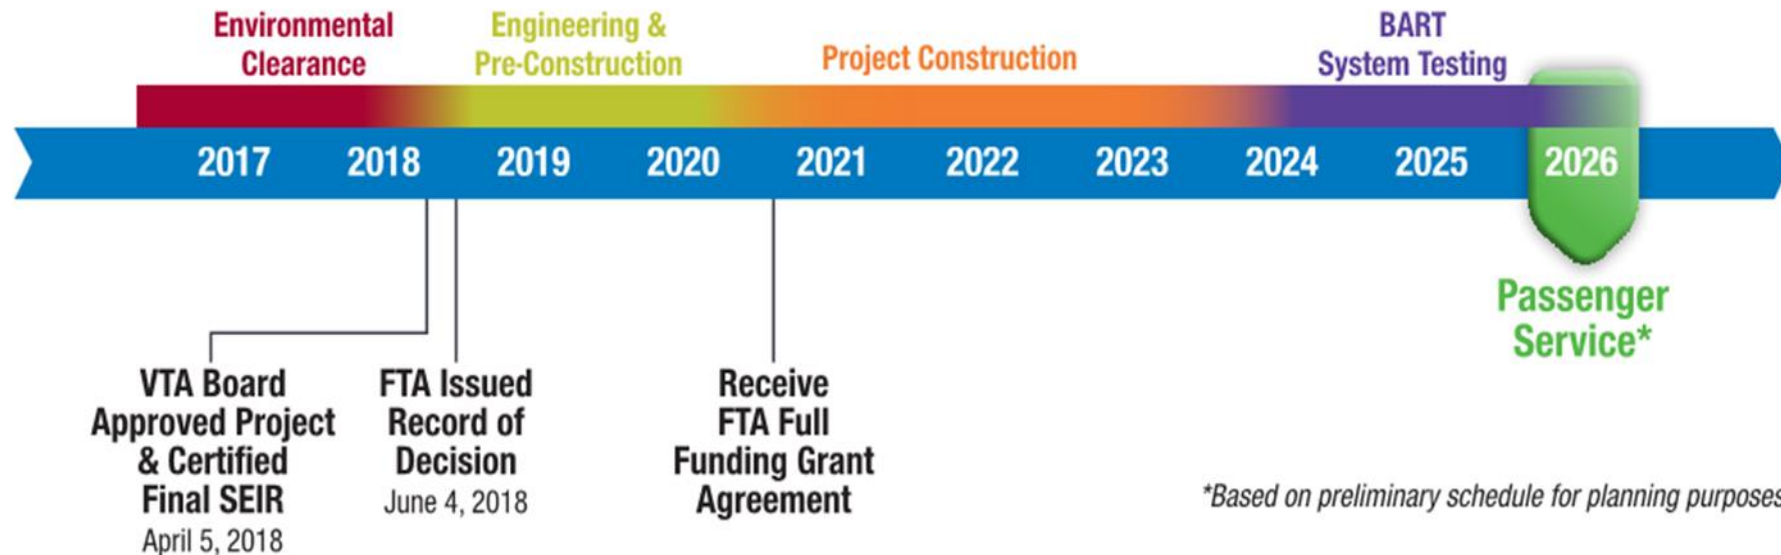 Environmental
Clearance
Engineering &
Pre-Construction
Project Construction
BART
System Testing
2017 2018 2019 2020 2021 2022 2023 2024 2025 2026
Passenger
Service*
VTA Board
Approved Project
& Certified
Final SEIR
April 5, 2018
FTA Issued
Record of
Decision
June 4, 2018
Receive
FTA Full
Funding Grant
Agreement
*Based on preliminary schedule for planning purposes